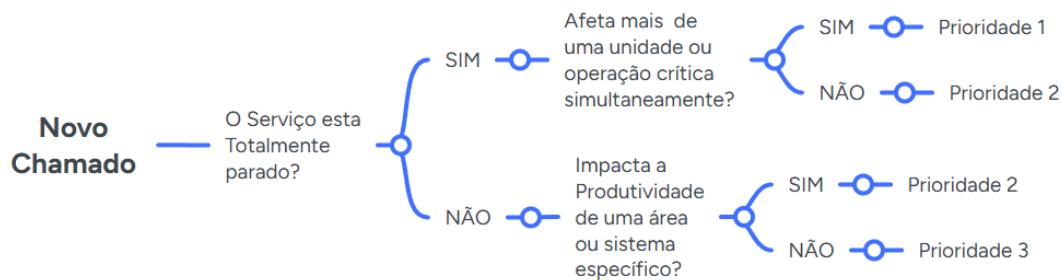 Novo
Chamado
O Serviço esta
Totalmente
parado?
SIM
Afeta mais de
uma unidade ou
operação crítica
simultaneamente?
SIM
Prioridade 1
NÃO
Prioridade 2
NÃO
Impacta a
Produtividade
de uma área
ou sistema
específico?
SIM
Prioridade 2
NÃO
Prioridade 3